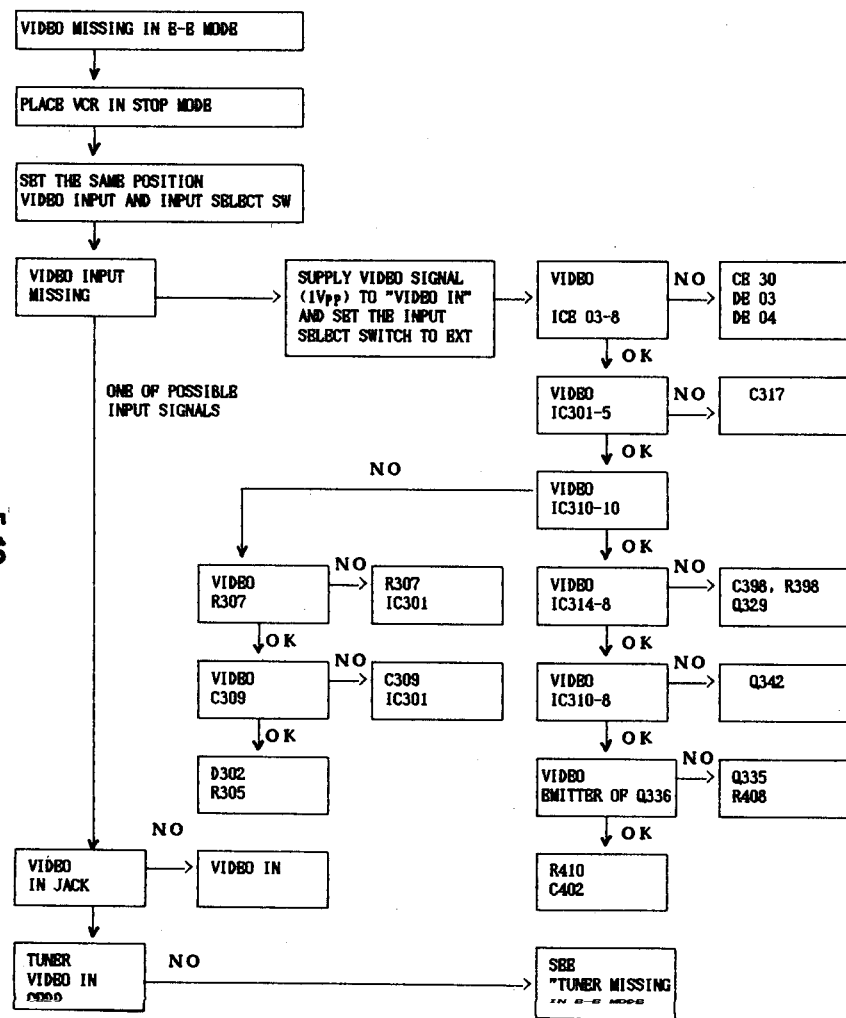 VIDEO MISSING IN E-E MODE
PLACE VCR IN STOP MODE
SET THE SAME POSITION
VIDEO INPUT AND INPUT SELECT SW
VIDEO INPUT
MISSING
SUPPLY VIDEO SIGNAL
(1Vpp) TO "VIDEO IN"
AND SET THE INPUT
SELECT SWITCH TO EXT
VIDEO
ICE 03-8
NO
CE 30
DE 03
DE 04
OK
ONE OF POSSIBLE
INPUT SIGNALS
VIDEO
IC301-5
NO
C317
OK
NO
VIDEO
IC310-10
OK
VIDEO
R307
NO
R307
IC301
OK
VIDEO
IC314-8
NO
C398, R398
Q329
OK
VIDEO
C309
NO
C309
IC301
OK
VIDEO
IC310-8
NO
Q342
OK
D302
R305
VIDEO
EMITTER OF Q336
NO
Q335
R408
OK
R410
C402
VIDEO
IN JACK
NO
VIDEO IN
TUNER
VIDEO IN
NO
SEE
"TUNER MISSING
IN E-E MODE